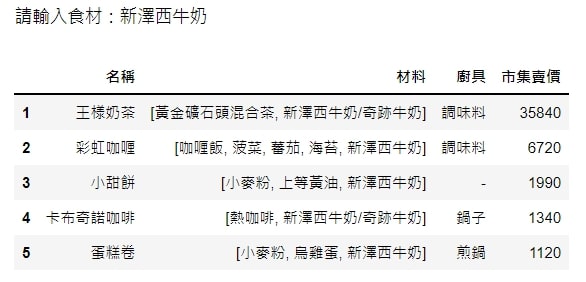 請輸入食材：新澤西牛奶
名稱 材料 廚具 市集賣價
1 王樣奶茶 [黃金礦石頭混合茶, 新澤西牛奶/奇跡牛奶] 調味料 35840
2 彩虹咖喱 [咖喱飯, 菠菜, 蕃茄, 海苔, 新澤西牛奶] 調味料 6720
3 小甜餅 [小麥粉, 上等黃油, 新澤西牛奶] - 1990
4 卡布奇諾咖啡 [熱咖啡, 新澤西牛奶/奇跡牛奶] 鍋子 1340
5 蛋糕卷 [小麥粉, 烏雞蛋, 新澤西牛奶] 煎鍋 1120